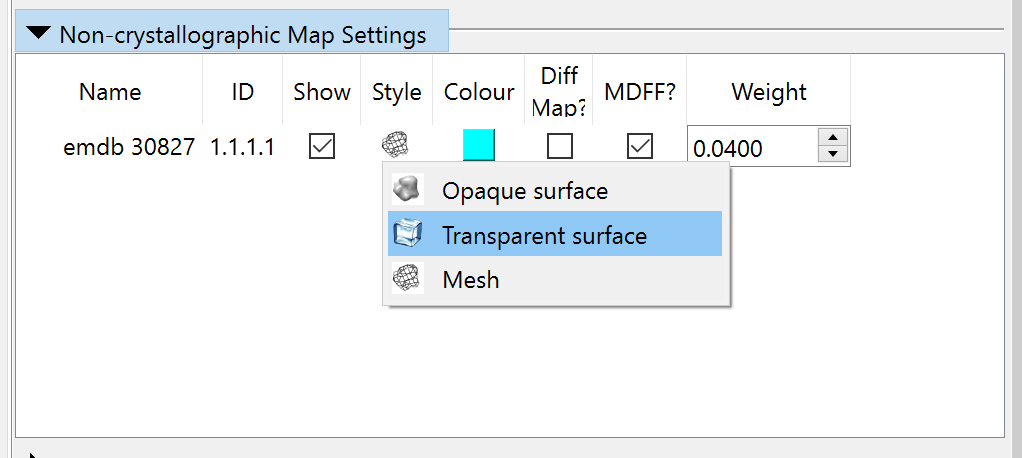 Non-crystallographic Map Settings
Name ID Show Style Colour Diff Map? MDFF? Weight
emdb 30827 1.1.1.1 0.0400
Opaque surface
Transparent surface
Mesh